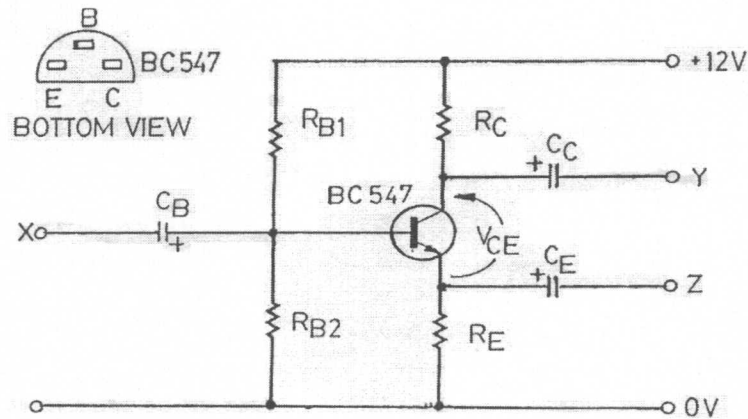 B
BC547
E C
BOTTOM VIEW
+12V
RB1
RC
CC
+
Y
BC547
CB
X
+
VCE
CE
+
Z
RB2
RE
0V